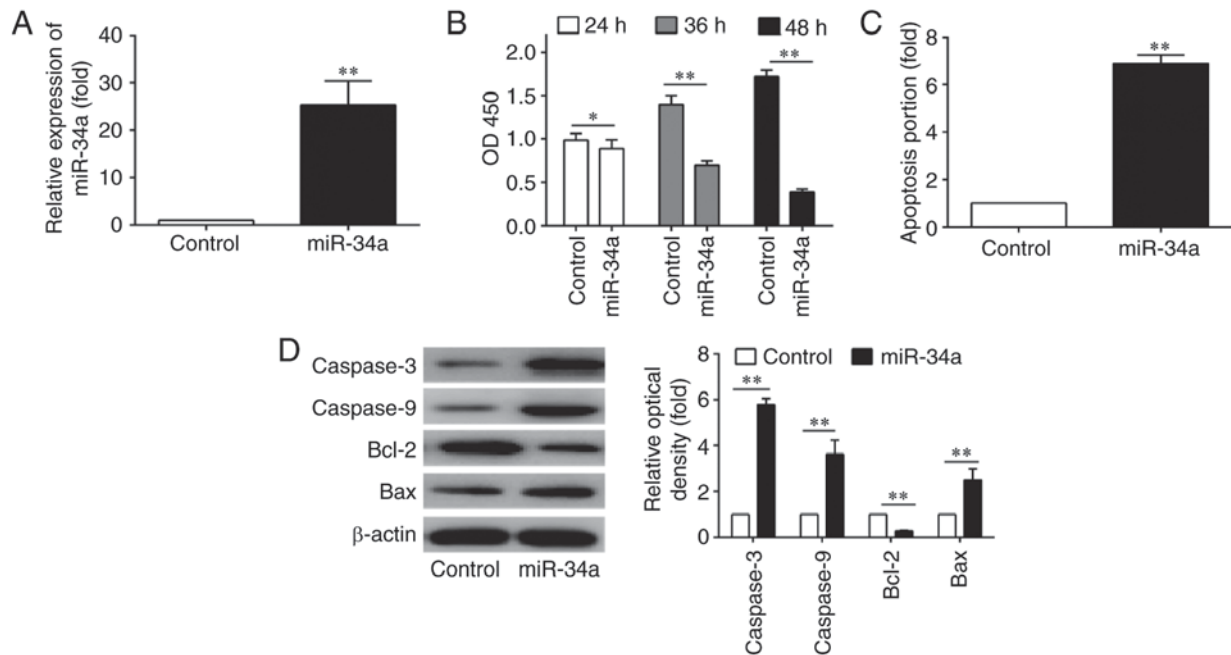 A
Relative expression of
miR-34a (fold)
40
30
20
10
0
**
Control
miR-34a
B
24 h
36 h
48 h
OD 450
2.0
1.5
1.0
0.5
0.0
*
**
**
Control
miR-34a
Control
miR-34a
Control
miR-34a
C
Apoptosis portion (fold)
8
6
4
2
0
**
Control
miR-34a
D
Caspase-3
Caspase-9
Bcl-2
Bax
β-actin
Control
miR-34a
Control
miR-34a
Relative optical
density (fold)
8
6
4
2
0
**
**
**
**
Caspase-3
Caspase-9
Bcl-2
Bax